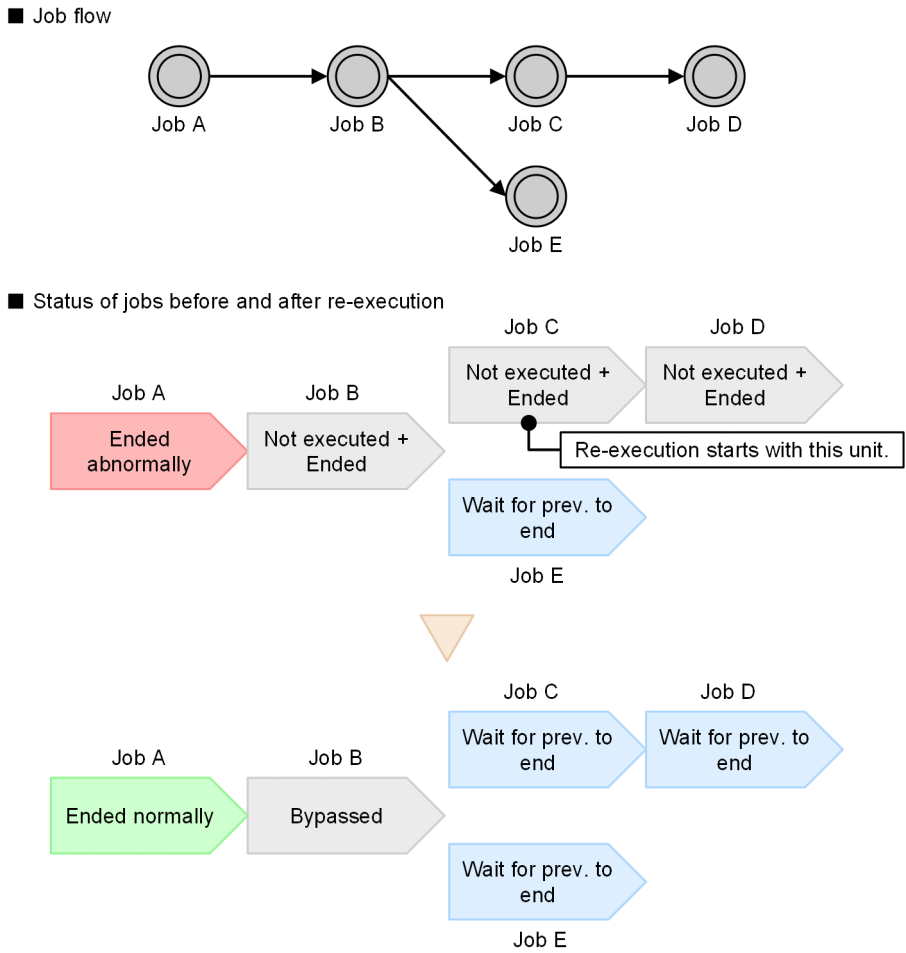 ■ Job flow
Job A
Job B
Job C
Job D
Job E
■ Status of jobs before and after re-execution
Job C
Job D
Not executed +
Ended
Not executed +
Ended
Job A
Job B
Ended
abnormally
Not executed +
Ended
Re-execution starts with this unit.
Wait for prev. to
end
Job E
Job C
Job D
Wait for prev. to
end
Wait for prev. to
end
Job A
Job B
Ended normally
Bypassed
Wait for prev. to
end
Job E